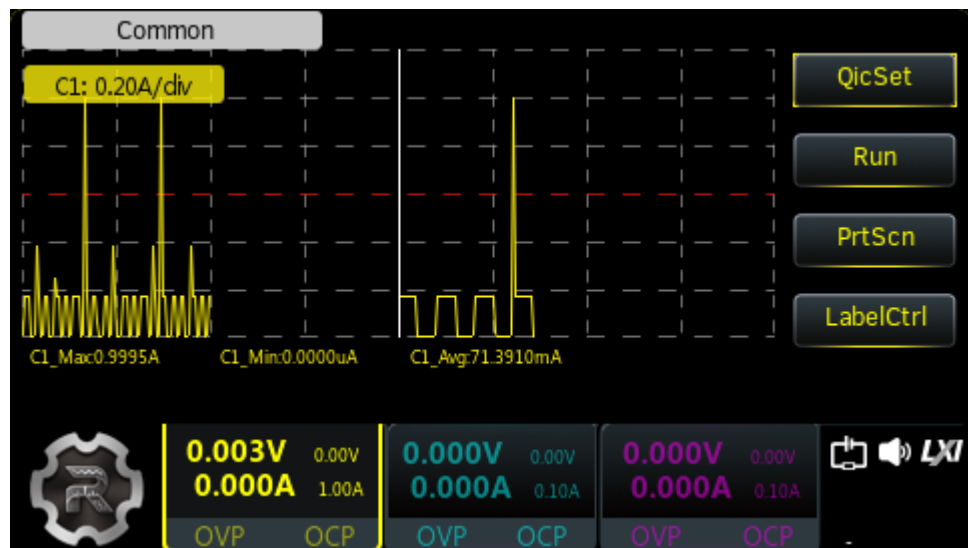 Common
C1: 0.20A/div
QicSet
Run
PrtScn
LabelCtrl
C1_Max:0.9995A C1_Min:0.0000uA C1_Avg:71.3910mA
0.003V 0.00V 0.000V 0.00V 0.000V 0.00V
0.000A 1.00A 0.000A 0.10A 0.000A 0.10A
OVP OCP OVP OCP OVP OCP
R
LXI